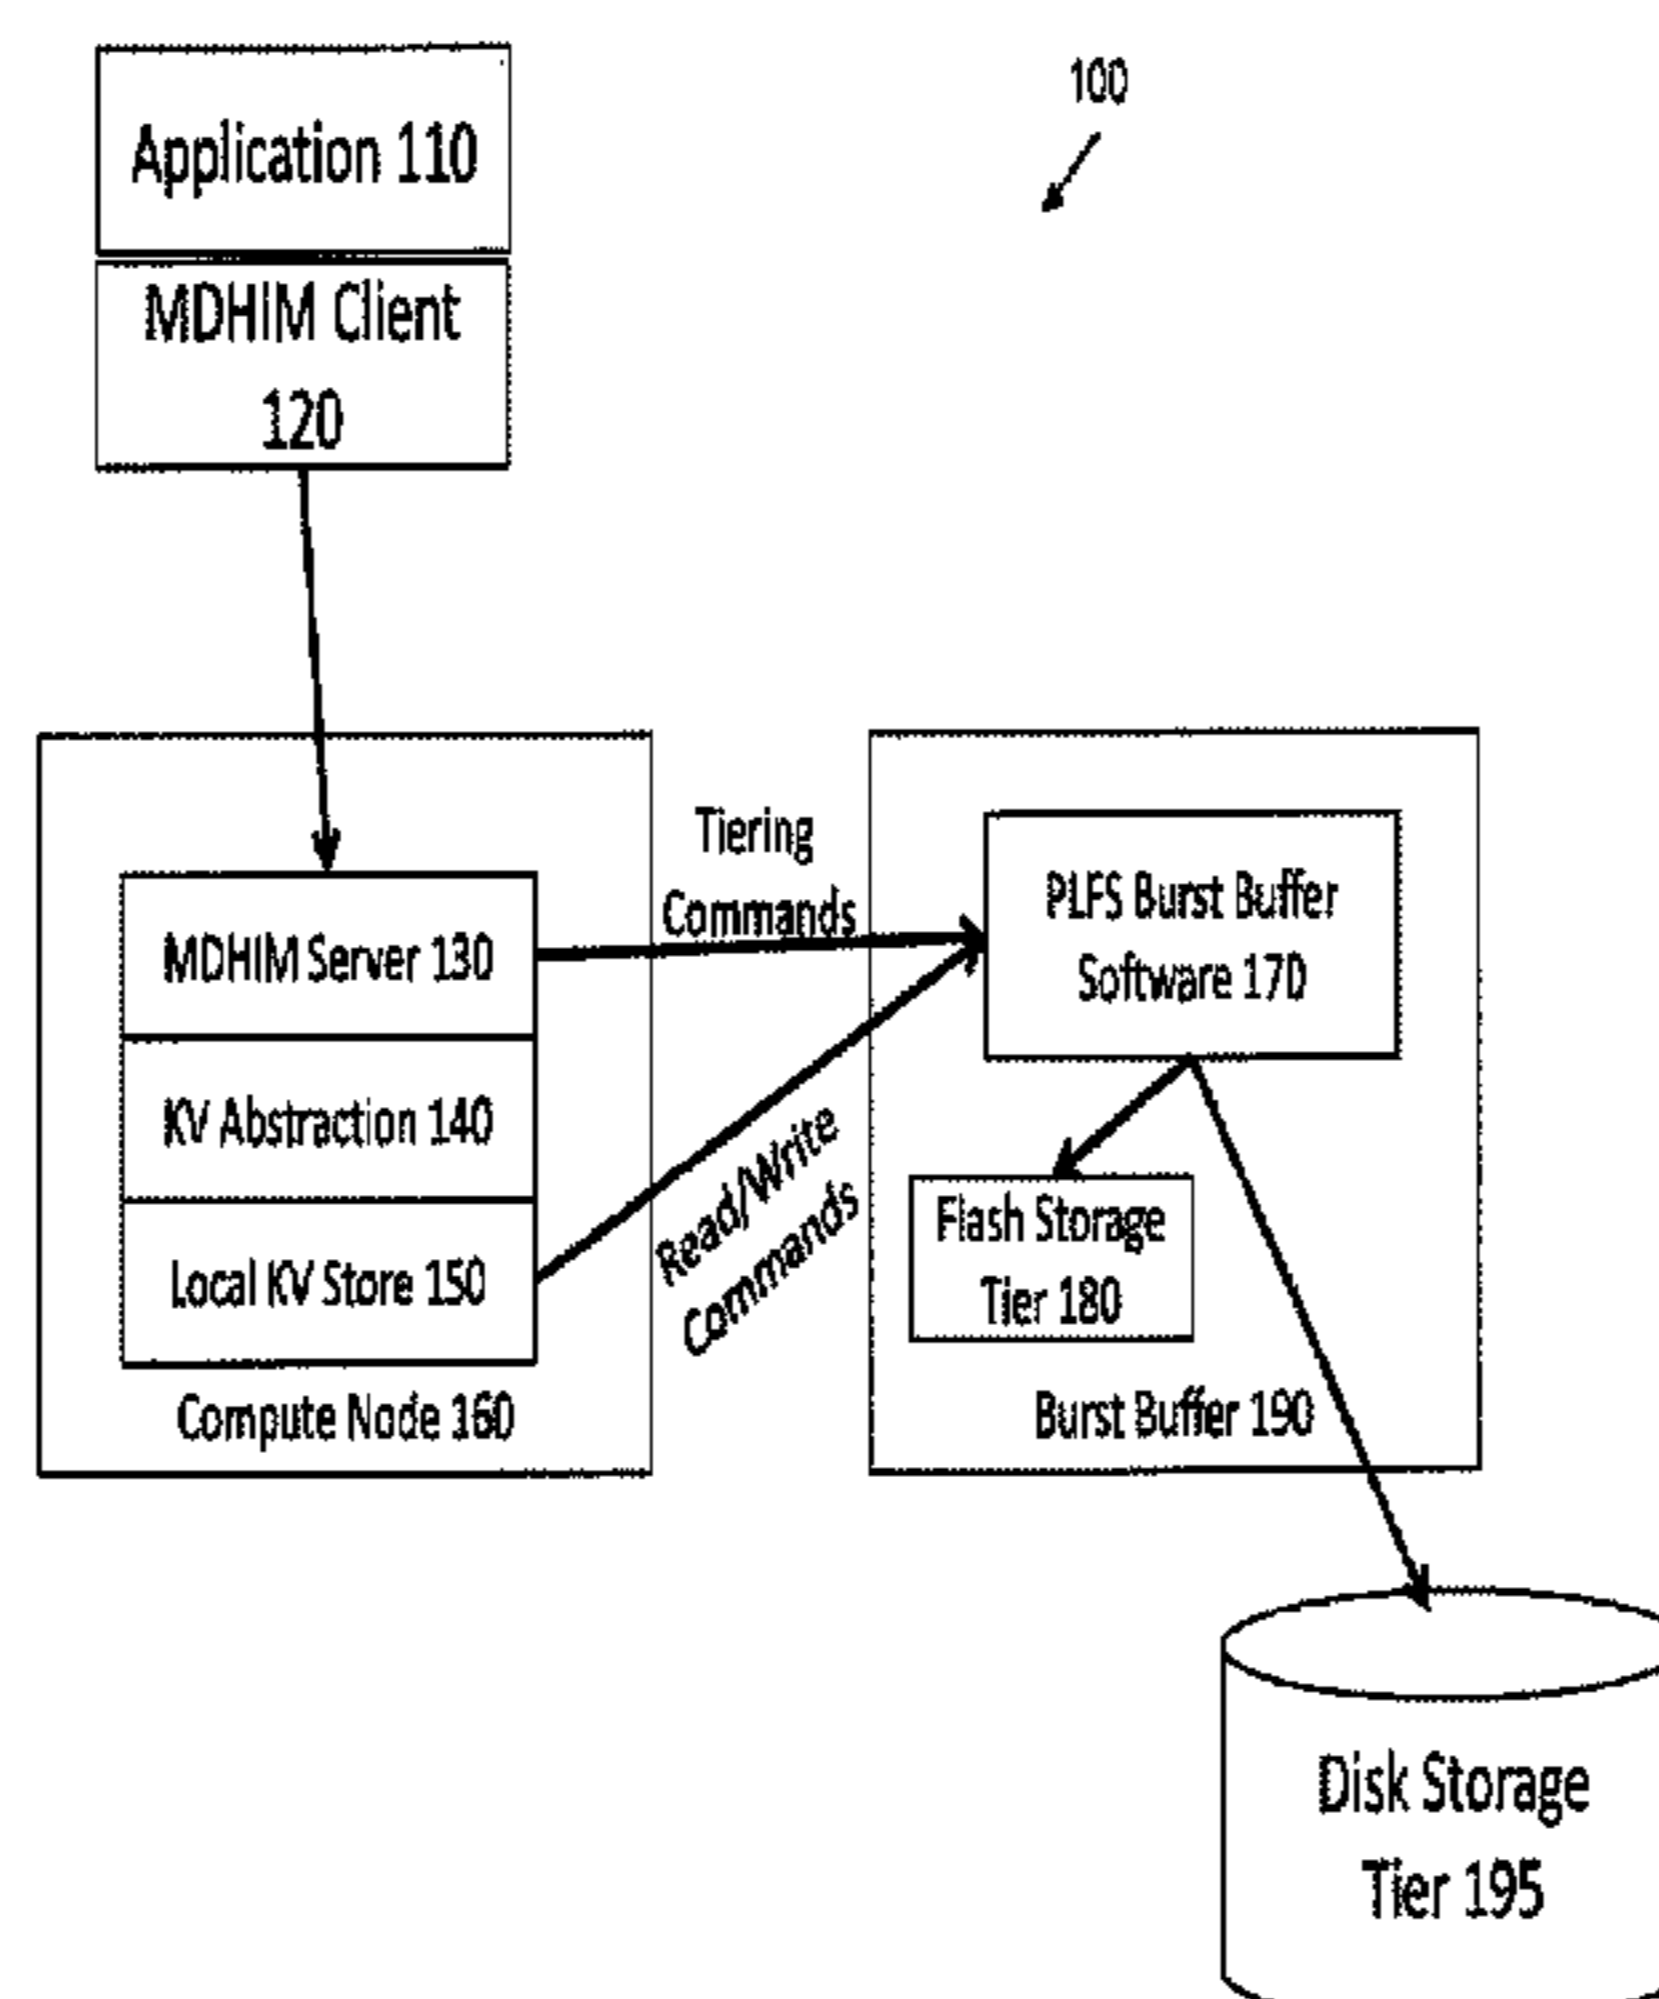 100
Application 110
MDHIM Client
120
Tiering
Commands
MDHIM Server 130
KV Abstraction 140
Local KV Store 150
Compute Node 160
Read/Write
Commands
PLFS Burst Buffer
Software 170
Flash Storage
Tier 180
Burst Buffer 190
Disk Storage
Tier 195